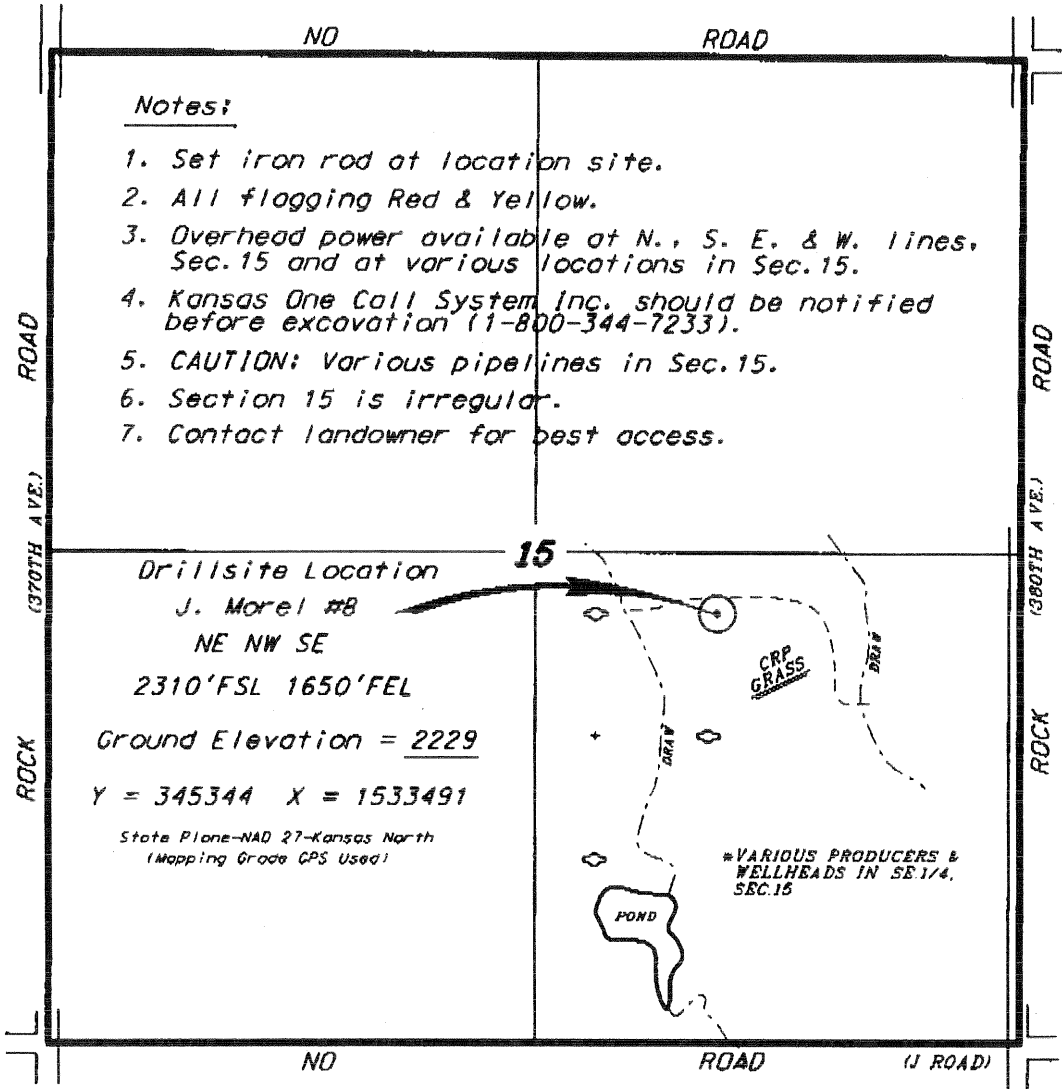 NO ROAD
Notes:
1. Set iron rod at location site.
2. All flagging Red & Yellow.
3. Overhead power available at N., S. E. & W. lines,
Sec. 15 and at various locations in Sec. 15.
4. Kansas One Call System Inc. should be notified
before excavation (1-800-344-7233).
5. CAUTION: Various pipelines in Sec. 15.
6. Section 15 is irregular.
7. Contact landowner for best access.
ROCK (370TH AVE.) ROAD
ROCK (380TH AVE.) ROAD
15
Drillsite Location
J. Morel #8
NE NW SE
2310'FSL 1650'FEL
Ground Elevation = 2229
Y = 345344 X = 1533491
State Plane-NAD 27-Kansas North
(Mapping Grade GPS Used)
CRP
GRASS
DRAW
DRAW
*VARIOUS PRODUCERS &
WELLHEADS IN SE.1/4,
SEC.15
POND
NO ROAD (J ROAD)